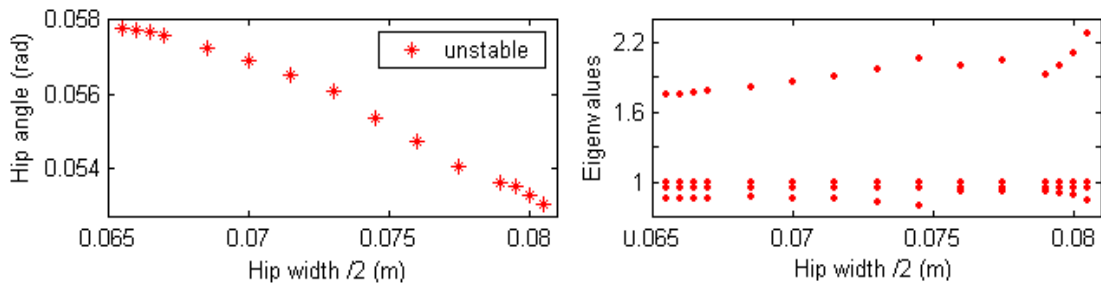 Hip angle (rad)
0.058
0.056
0.054
unstable
0.065 0.07 0.075 0.08
Hip width /2 (m)
Eigenvalues
2.2
1.6
1
0.065 0.07 0.075 0.08
Hip width /2 (m)